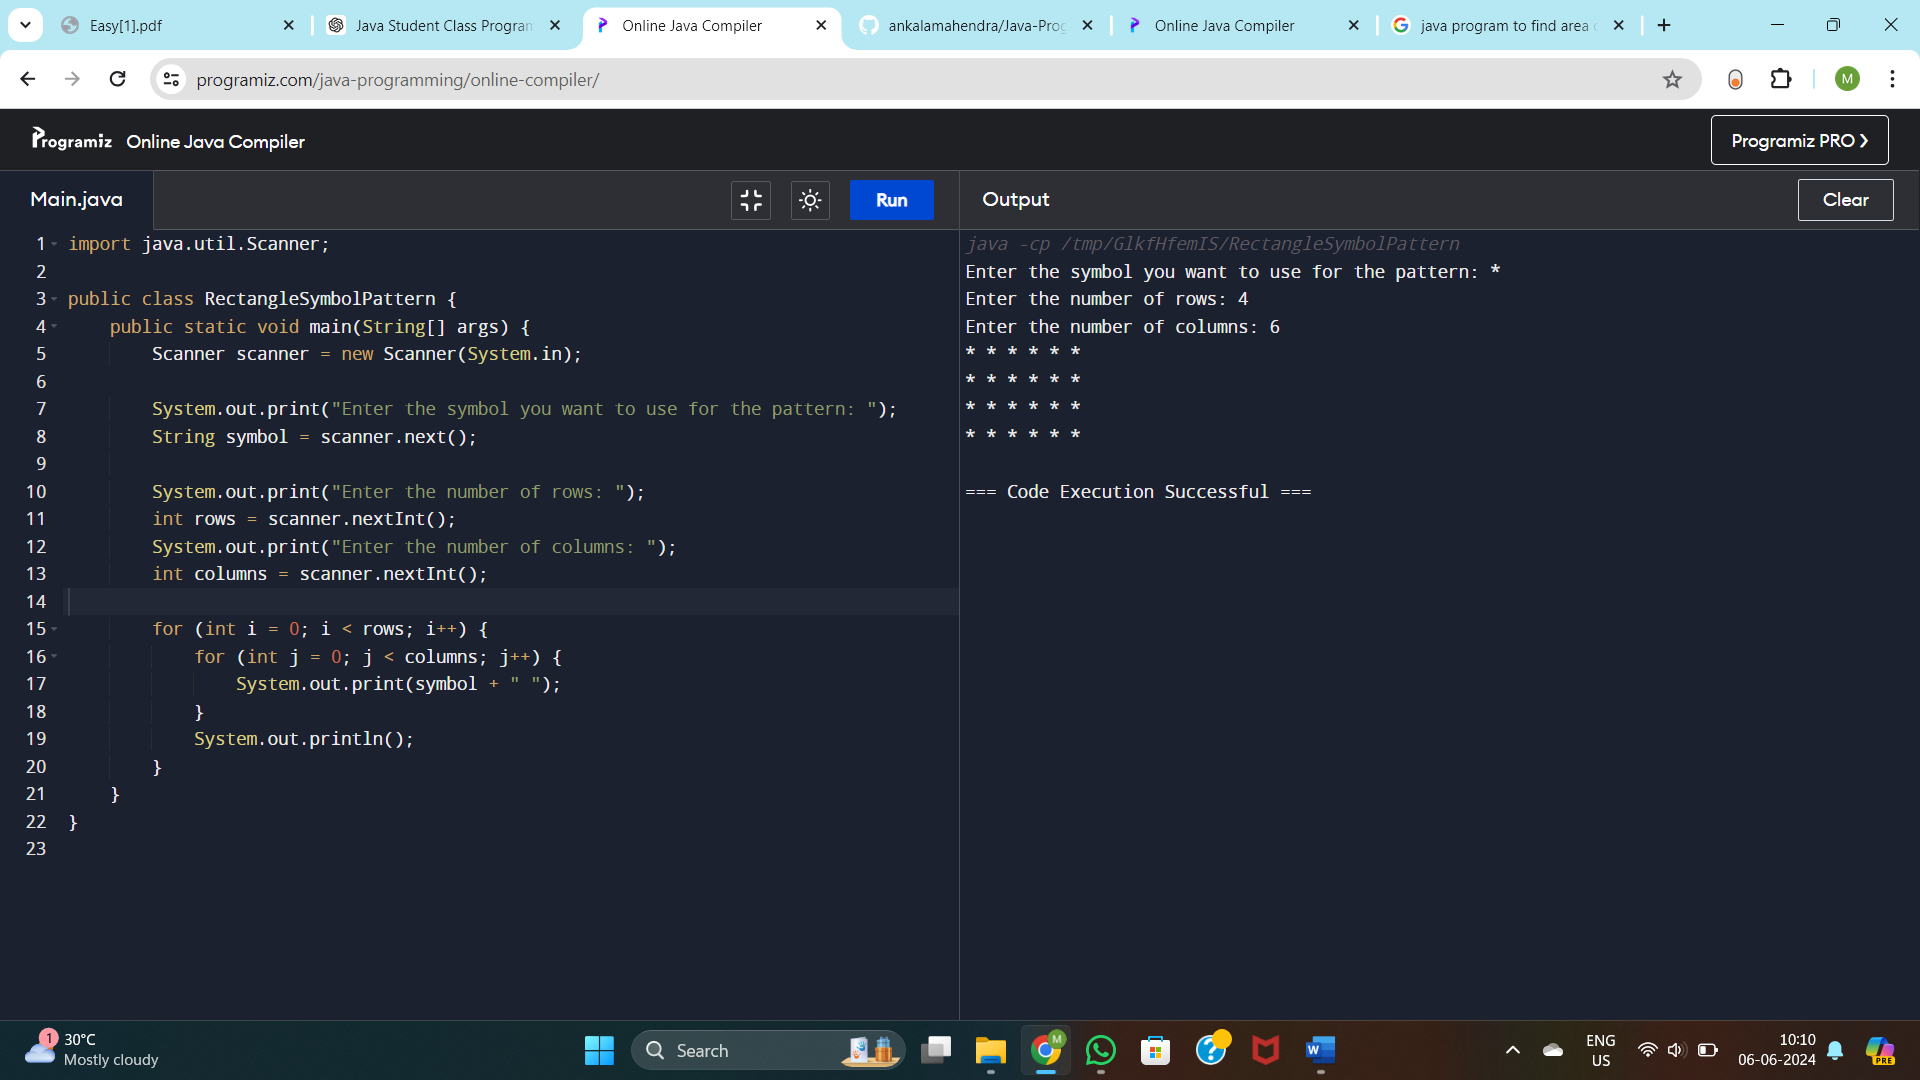 Easy[1].pdf
Java Student Class Program
Online Java Compiler
ankalamahendra/Java-Prog
Online Java Compiler
java program to find area
programiz.com/java-programming/online-compiler/
M
Programiz
Online Java Compiler
Programiz PRO ❯
Main.java
Run
Output
Clear
1 import java.util.Scanner;
2
3 public class RectangleSymbolPattern {
4     public static void main(String[] args) {
5         Scanner scanner = new Scanner(System.in);
6
7         System.out.print("Enter the symbol you want to use for the pattern: ");
8         String symbol = scanner.next();
9
10         System.out.print("Enter the number of rows: ");
11         int rows = scanner.nextInt();
12         System.out.print("Enter the number of columns: ");
13         int columns = scanner.nextInt();
14
15         for (int i = 0; i < rows; i++) {
16             for (int j = 0; j < columns; j++) {
17                 System.out.print(symbol + " ");
18             }
19             System.out.println();
20         }
21     }
22 }
23
java -cp /tmp/GlkfHfemIS/RectangleSymbolPattern
Enter the symbol you want to use for the pattern: *
Enter the number of rows: 4
Enter the number of columns: 6
* * * * * *
* * * * * *
* * * * * *
* * * * * *
=== Code Execution Successful ===
1
30°C
Mostly cloudy
Search
M
W
ENG
US
10:10
06-06-2024
PRE